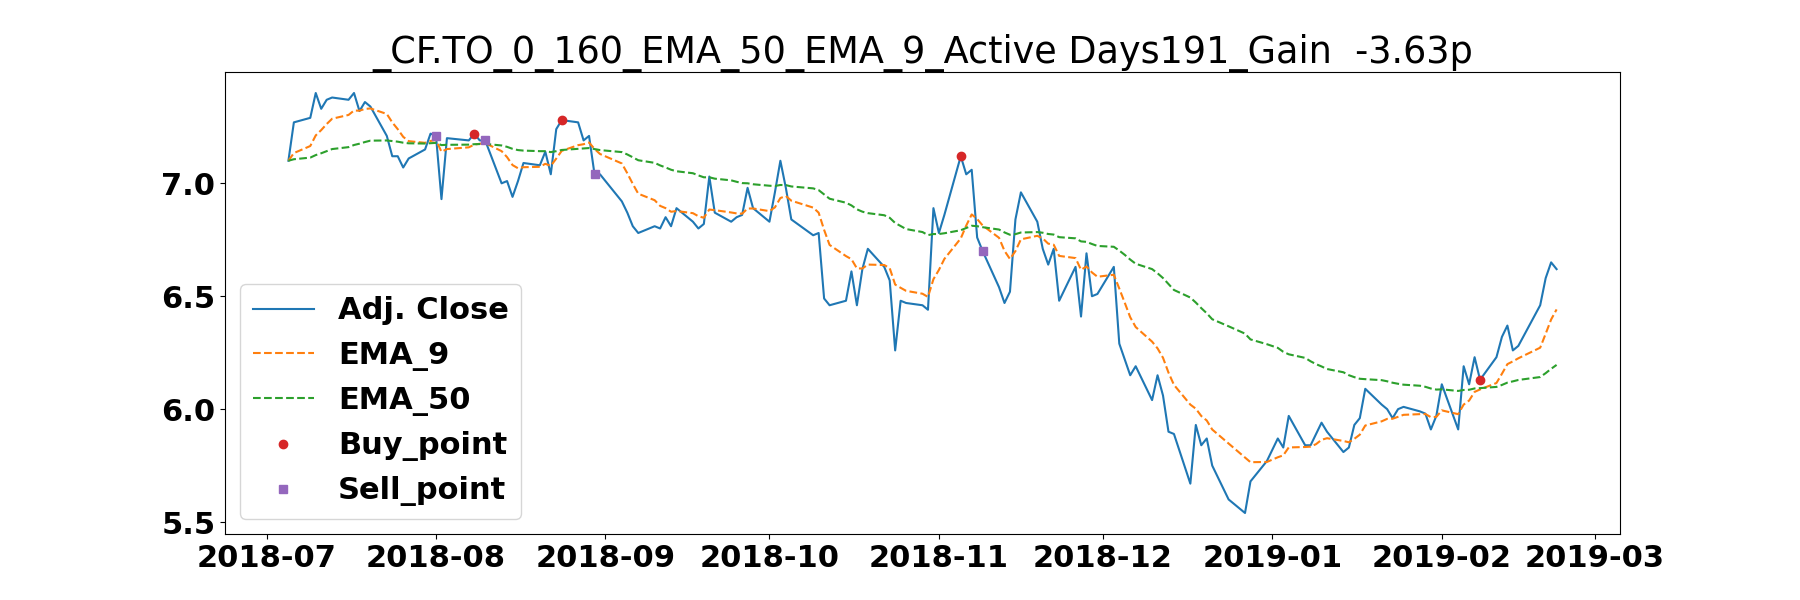 _CF.TO_0_160_EMA_50_EMA_9_Active Days191_Gain  -3.63p
7.0
6.5
6.0
5.5
Adj. Close
EMA_9
EMA_50
Buy_point
Sell_point
2018-07 2018-08 2018-09 2018-10 2018-11 2018-12 2019-01 2019-02 2019-03